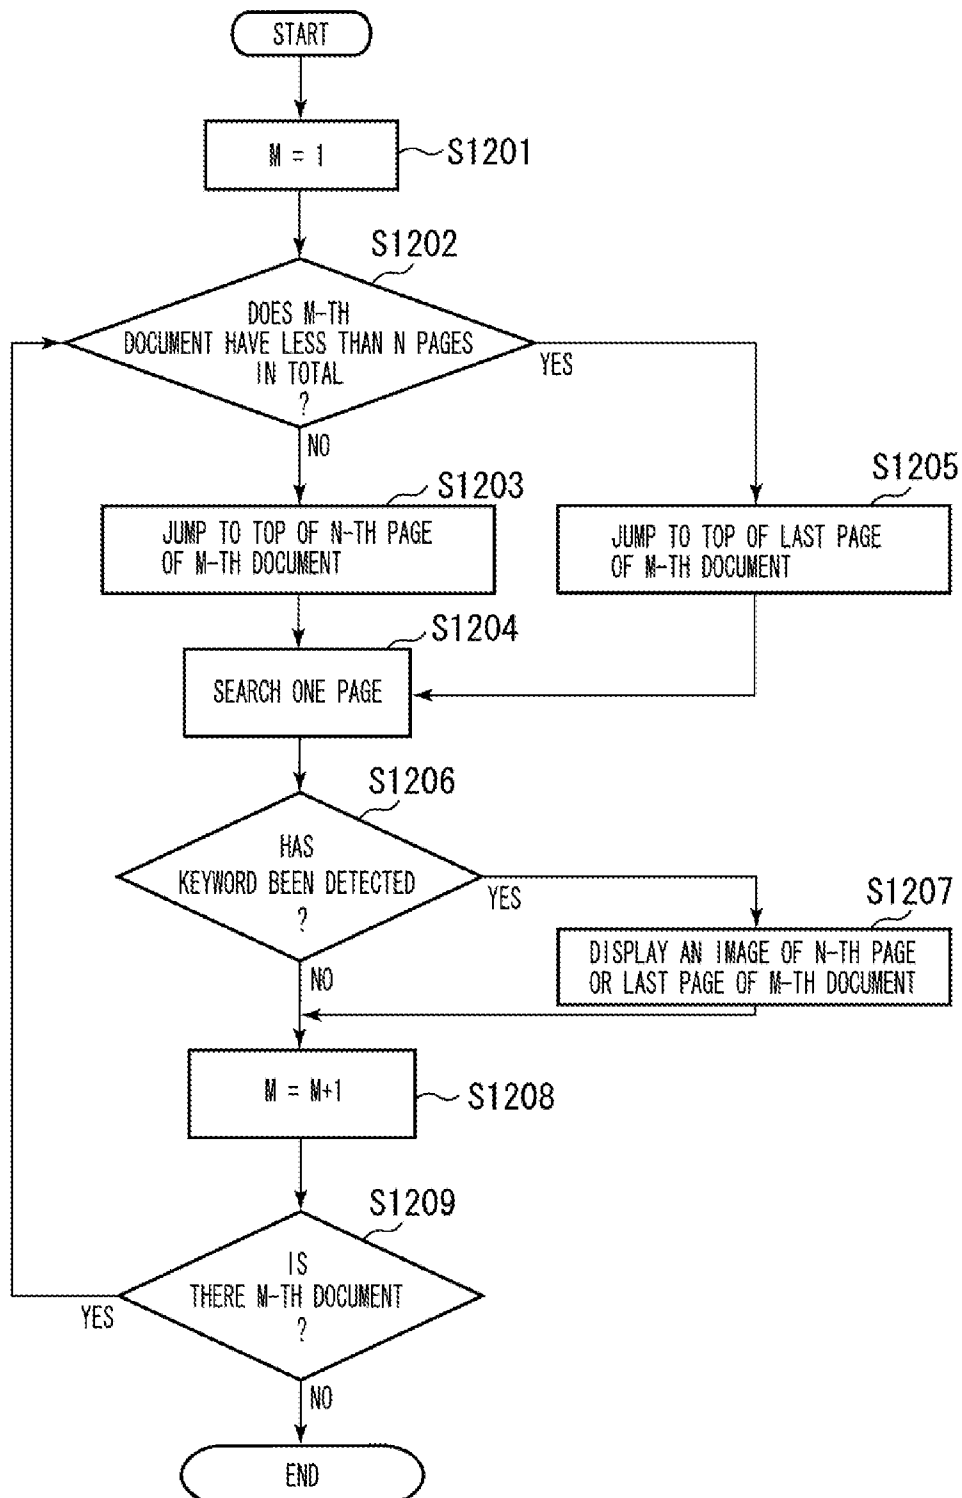 START
M = 1
S1201
S1202
DOES M-TH
DOCUMENT HAVE LESS THAN N PAGES
IN TOTAL
?
YES
NO
S1203
JUMP TO TOP OF N-TH PAGE
OF M-TH DOCUMENT
S1205
JUMP TO TOP OF LAST PAGE
OF M-TH DOCUMENT
S1204
SEARCH ONE PAGE
S1206
HAS
KEYWORD BEEN DETECTED
?
YES
NO
S1207
DISPLAY AN IMAGE OF N-TH PAGE
OR LAST PAGE OF M-TH DOCUMENT
M = M+1
S1208
S1209
IS
THERE M-TH DOCUMENT
?
YES
NO
END